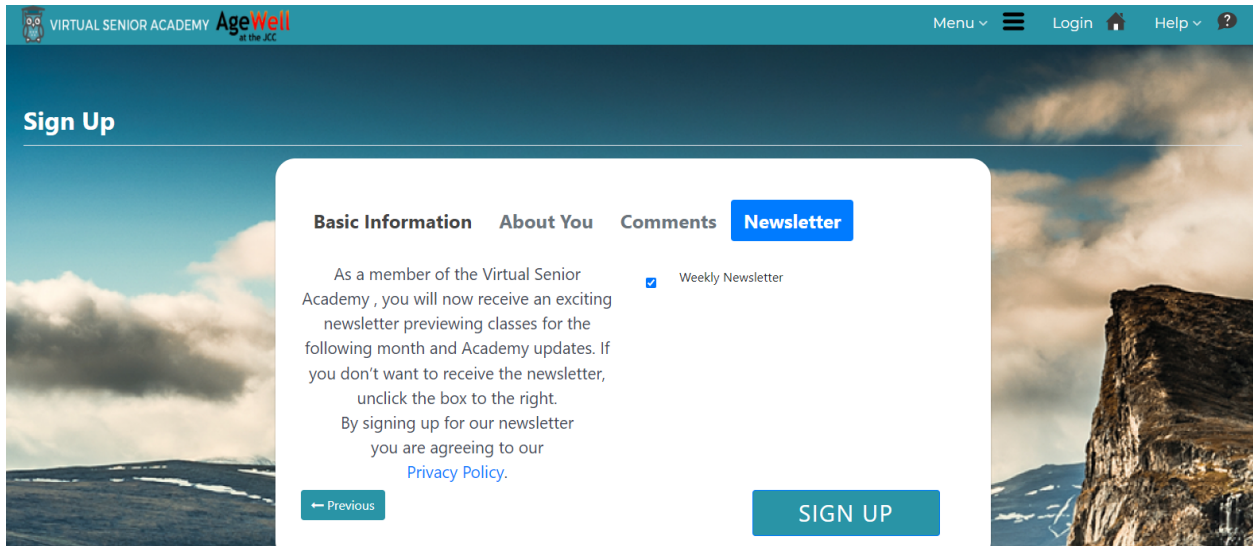 VIRTUAL SENIOR ACADEMY AgeWell at the JCC
Menu Login Help ?
Sign Up
Basic Information About You Comments Newsletter
As a member of the Virtual Senior
Academy , you will now receive an exciting
newsletter previewing classes for the
following month and Academy updates. If
you don't want to receive the newsletter,
unclick the box to the right.
By signing up for our newsletter
you are agreeing to our
Privacy Policy.
Weekly Newsletter
← Previous
SIGN UP